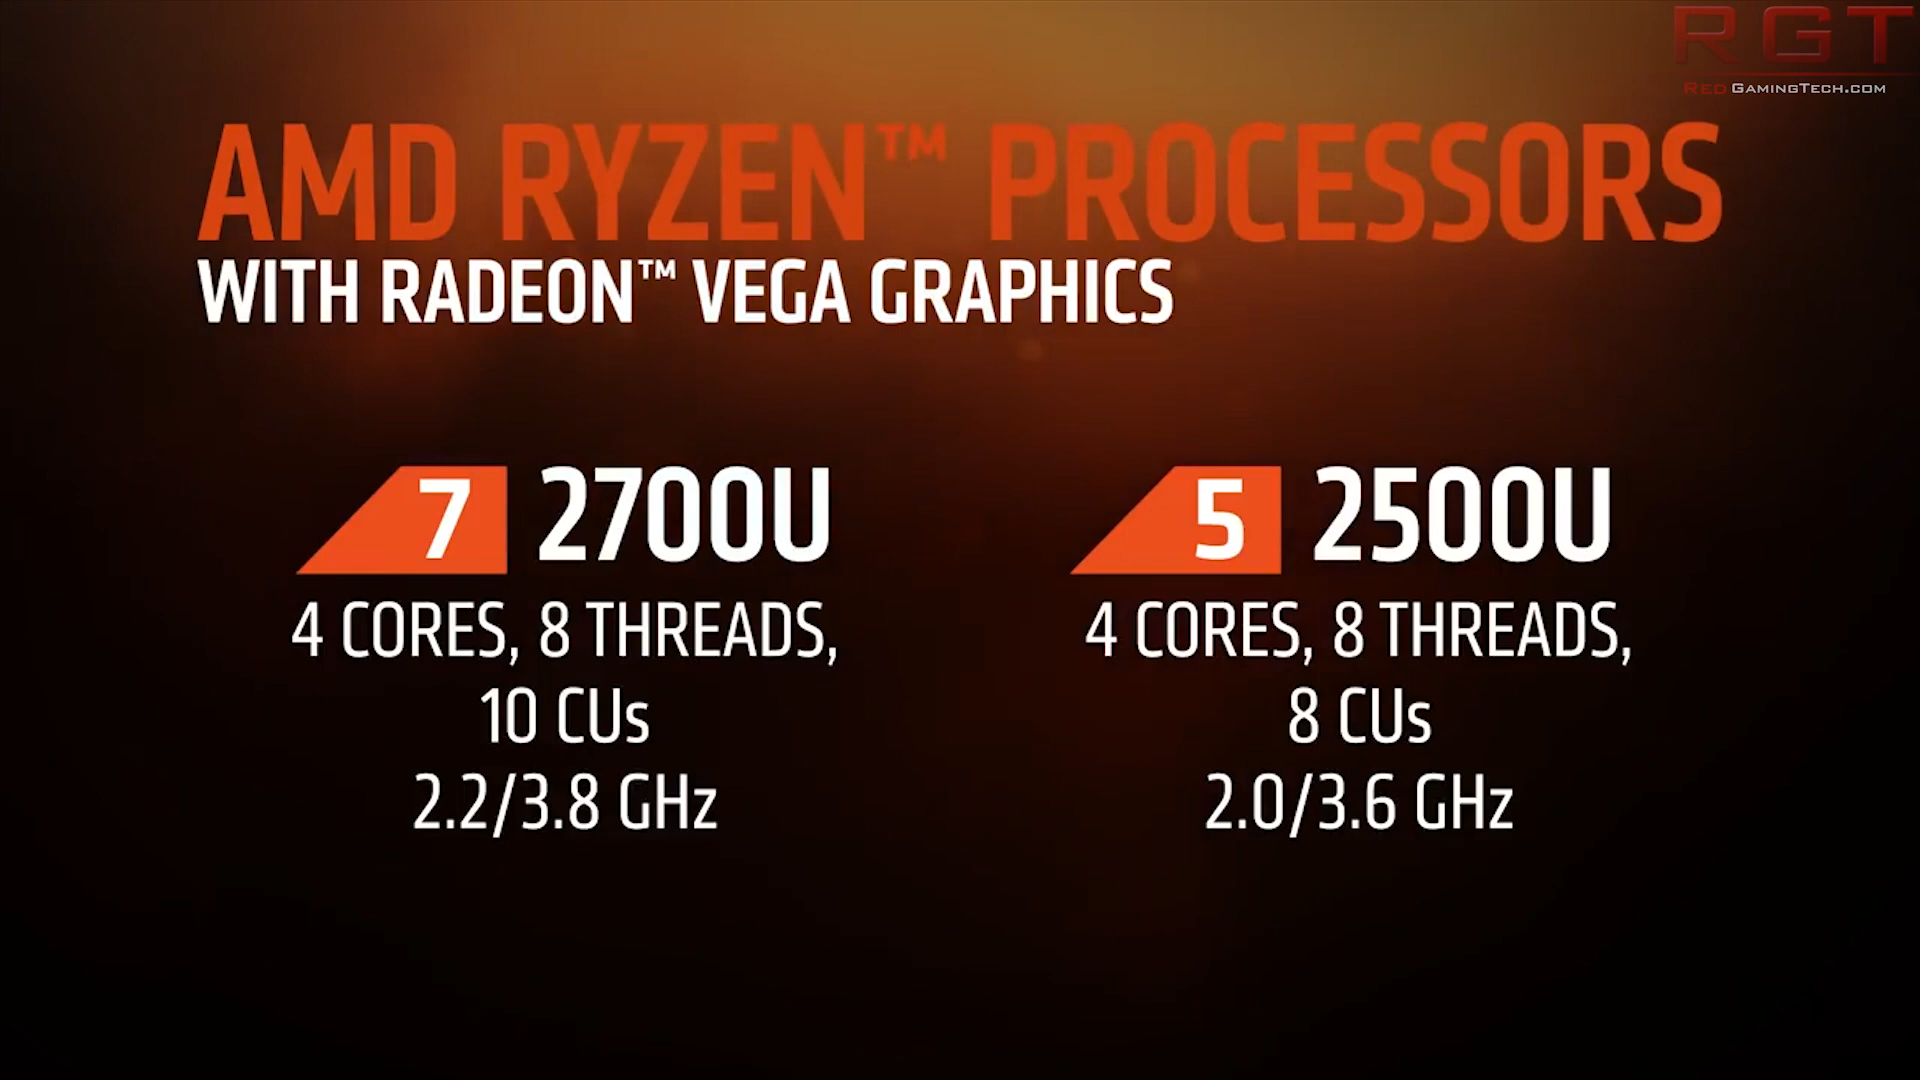 RGT
RedGamingTech.com
AMD RYZEN™ PROCESSORS
WITH RADEON™ VEGA GRAPHICS
7 2700U
4 CORES, 8 THREADS,
10 CUs
2.2/3.8 GHz
5 2500U
4 CORES, 8 THREADS,
8 CUs
2.0/3.6 GHz